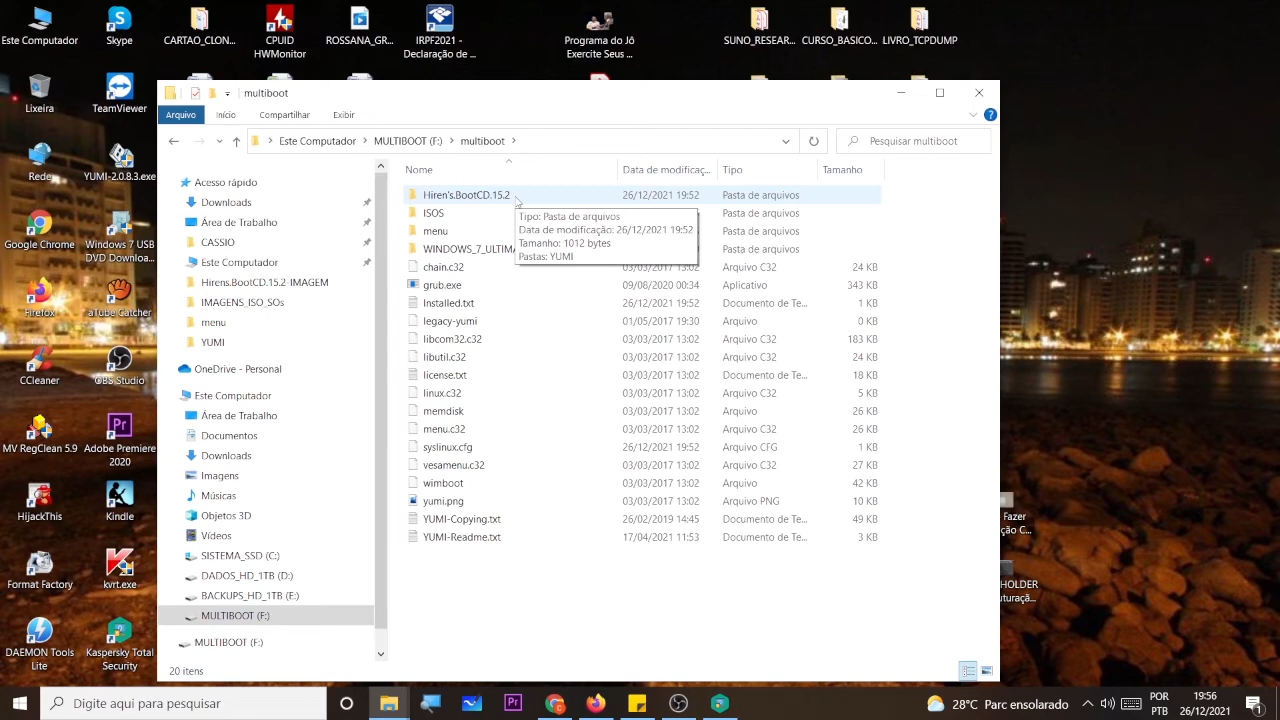 Este Computador
Skype
CARTAO_CLON...
CPUID
HWMonitor
ROSSANA_GR...
IRPF2021 -
Declaração de ...
Programa do Jô
Exercite Seus ...
SUNO_RESEAR...
CURSO_BASICO...
LIVRO_TCPDUMP
Lixeira
TeamViewer
Rede
YUMI-2.0.8.3.exe
Google Chrome
Windows 7 USB
DVD Downloa...
Firefox
aTube Catcher
CCleaner
OBS Studio
MV RegClean 5.9
Adobe Premiere
2020
HijackThis
Kindle
Format Factory
kvrt.exe
DAEMON Tools
Lite
Kaspersky Total
Security
Fazer
ção C...
HOLDER
uturaçã...
multiboot
Arquivo
Início
Compartilhar
Exibir
Este Computador
MULTIBOOT (F:)
multiboot
Pesquisar multiboot
Acesso rápido
Downloads
Área de Trabalho
CASSIO
Este Computador
Hirens.BootCD.15.2-IMAGEM
IMAGENS_ISO_SOs
menu
YUMI
OneDrive - Personal
Este Computador
Área de Trabalho
Documentos
Downloads
Imagens
Músicas
Objetos 3D
Vídeos
SISTEMA_SSD (C:)
DADOS_HD_1TB (D:)
BACKUPS_HD_1TB (E:)
MULTIBOOT (F:)
MULTIBOOT (F:)
Nome Data de modificaç... Tipo Tamanho
Hiren's.BootCD.15.2 26/12/2021 19:52 Pasta de arquivos
ISOS Pasta de arquivos
menu Pasta de arquivos
WINDOWS_7_ULTIMA Pasta de arquivos
Tipo: Pasta de arquivos
Data de modificação: 26/12/2021 19:52
Tamanho: 1012 bytes
Pastas: YUMI
chain.c32 03/03/2017 13:02 Arquivo C32 24 KB
grub.exe 09/08/2020 00:34 Aplicativo 343 KB
Installed.txt 26/12/2021 19:52 Documento de Te... 1 KB
legacy-yumi 01/05/2017 19:30 Arquivo 0 KB
libcom32.c32 03/03/2017 13:02 Arquivo C32 183 KB
libutil.c32 03/03/2017 13:02 Arquivo C32 24 KB
license.txt 03/03/2017 13:02 Documento de Te... 18 KB
linux.c32 03/03/2017 13:02 Arquivo C32 5 KB
memdisk 03/03/2017 13:02 Arquivo 26 KB
menu.c32 03/03/2017 13:02 Arquivo C32 26 KB
syslinux.cfg 26/12/2021 19:52 Arquivo CFG 1 KB
vesamenu.c32 03/03/2017 13:02 Arquivo C32 27 KB
wimboot 03/03/2017 13:02 Arquivo 42 KB
yumi.png 03/03/2017 13:02 Arquivo PNG 10 KB
YUMI-Copying.txt 26/02/2019 14:45 Documento de Te... 49 KB
YUMI-Readme.txt 17/04/2021 11:53 Documento de Te... 3 KB
20 itens
Digite aqui para pesquisar
28°C Parc ensolarado
POR
PTB
19:56
26/12/2021
1